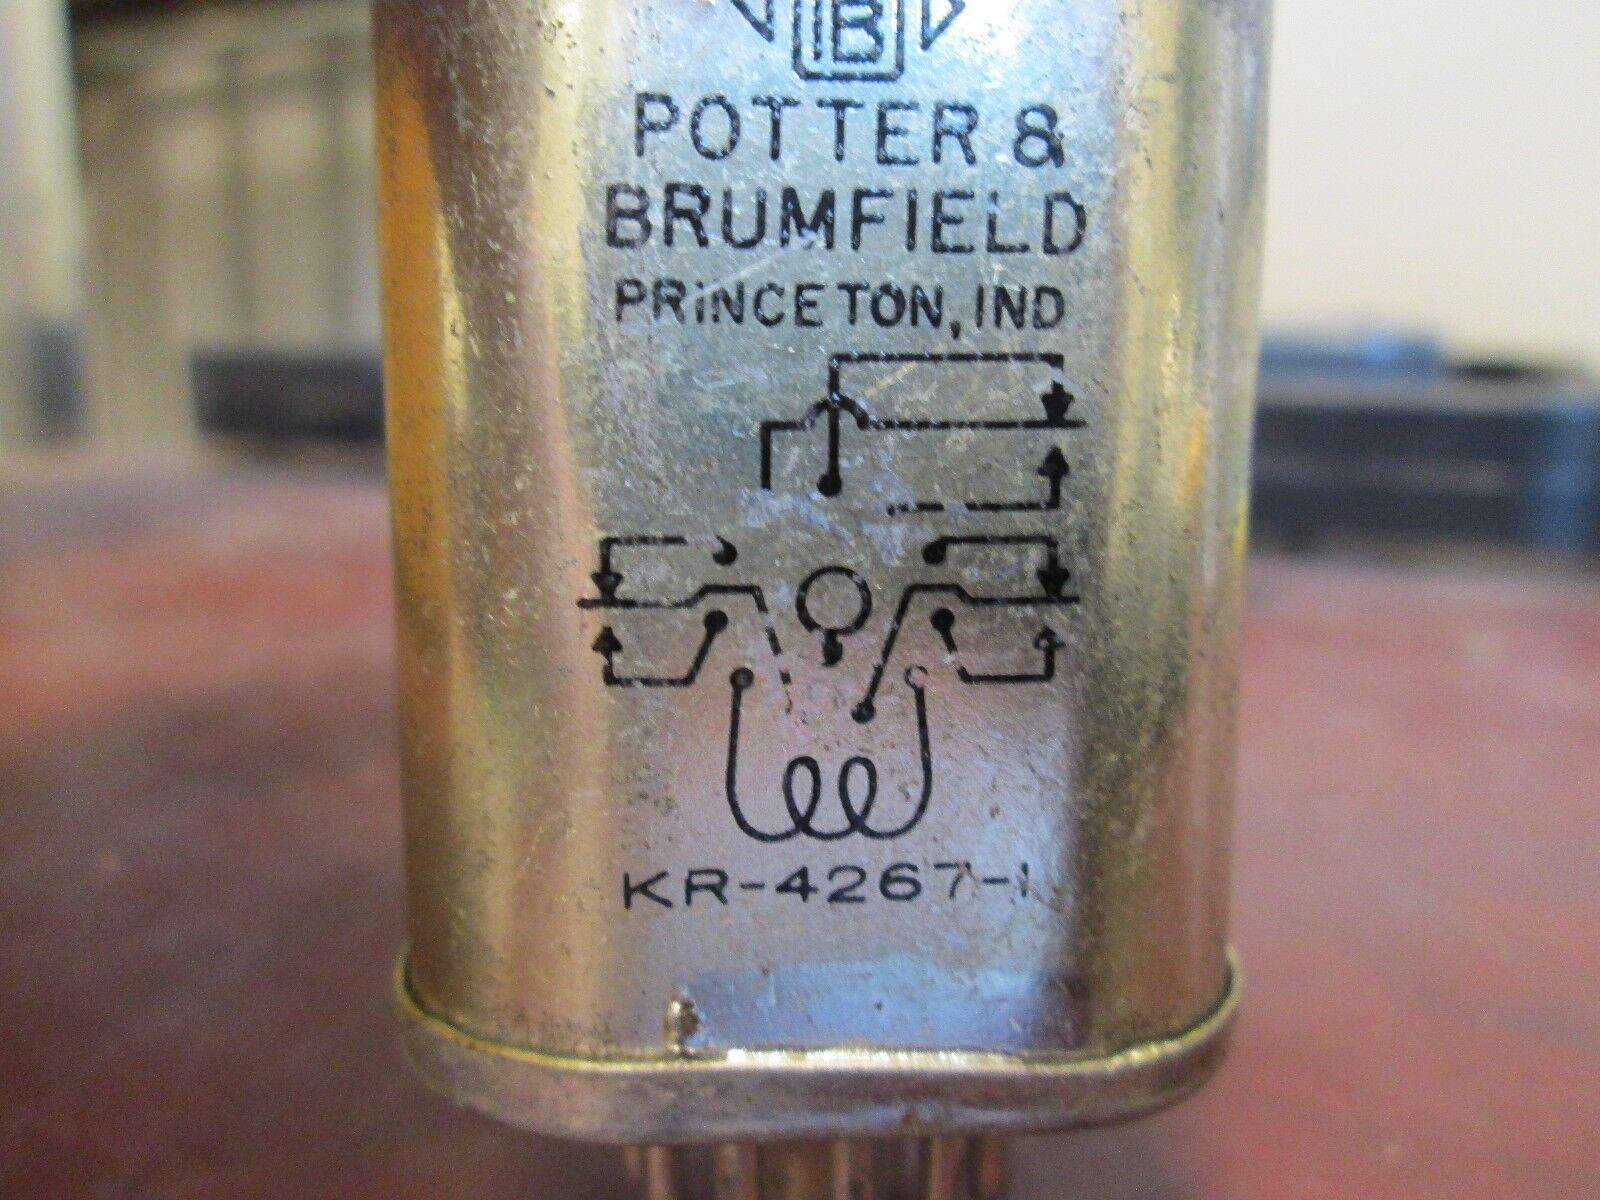 POTTER &
BRUMFIELD
PRINCETON, IND
KR-4267-1